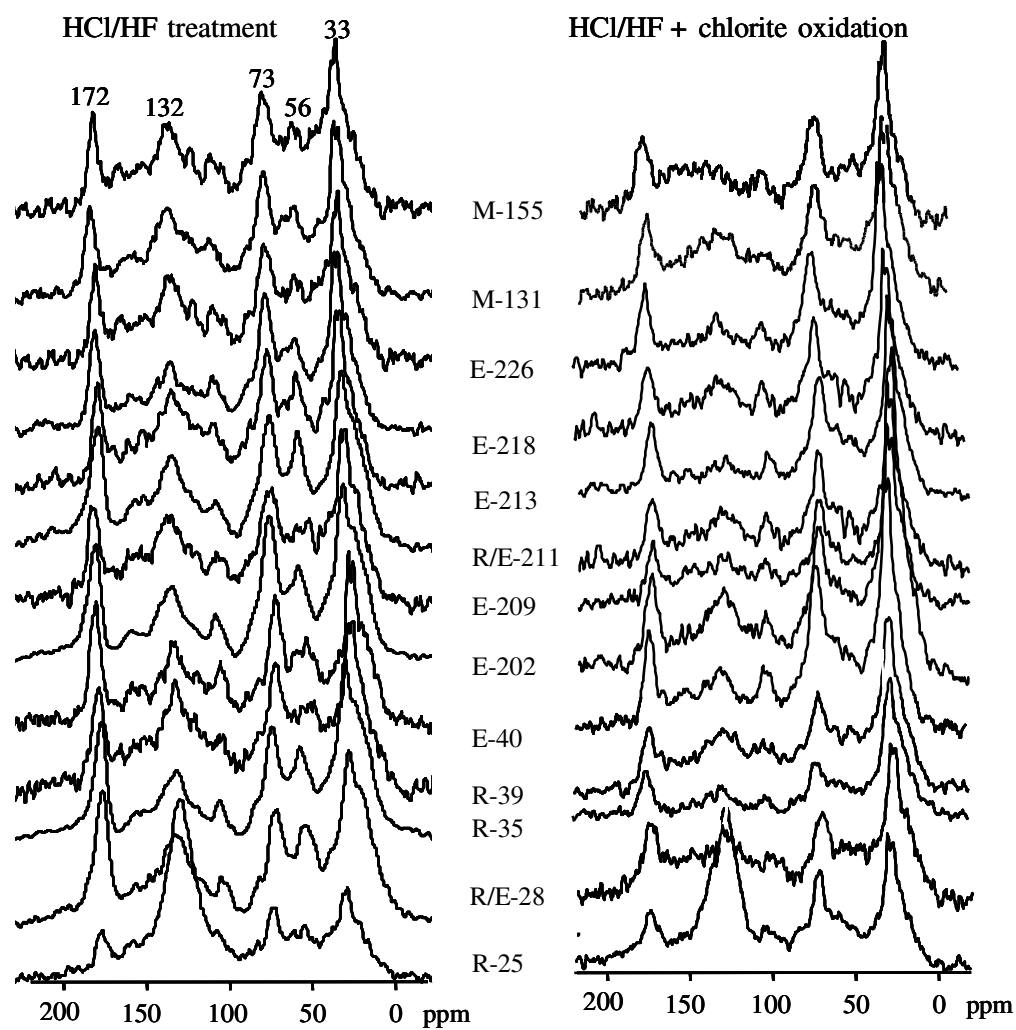 HCl/HF treatment
HCl/HF + chlorite oxidation
33
73
172
132
56
M-155
M-131
E-226
E-218
E-213
R/E-211
E-209
E-202
E-40
R-39
R-35
R/E-28
R-25
200 150 100 50 0 ppm
200 150 100 50 0 ppm